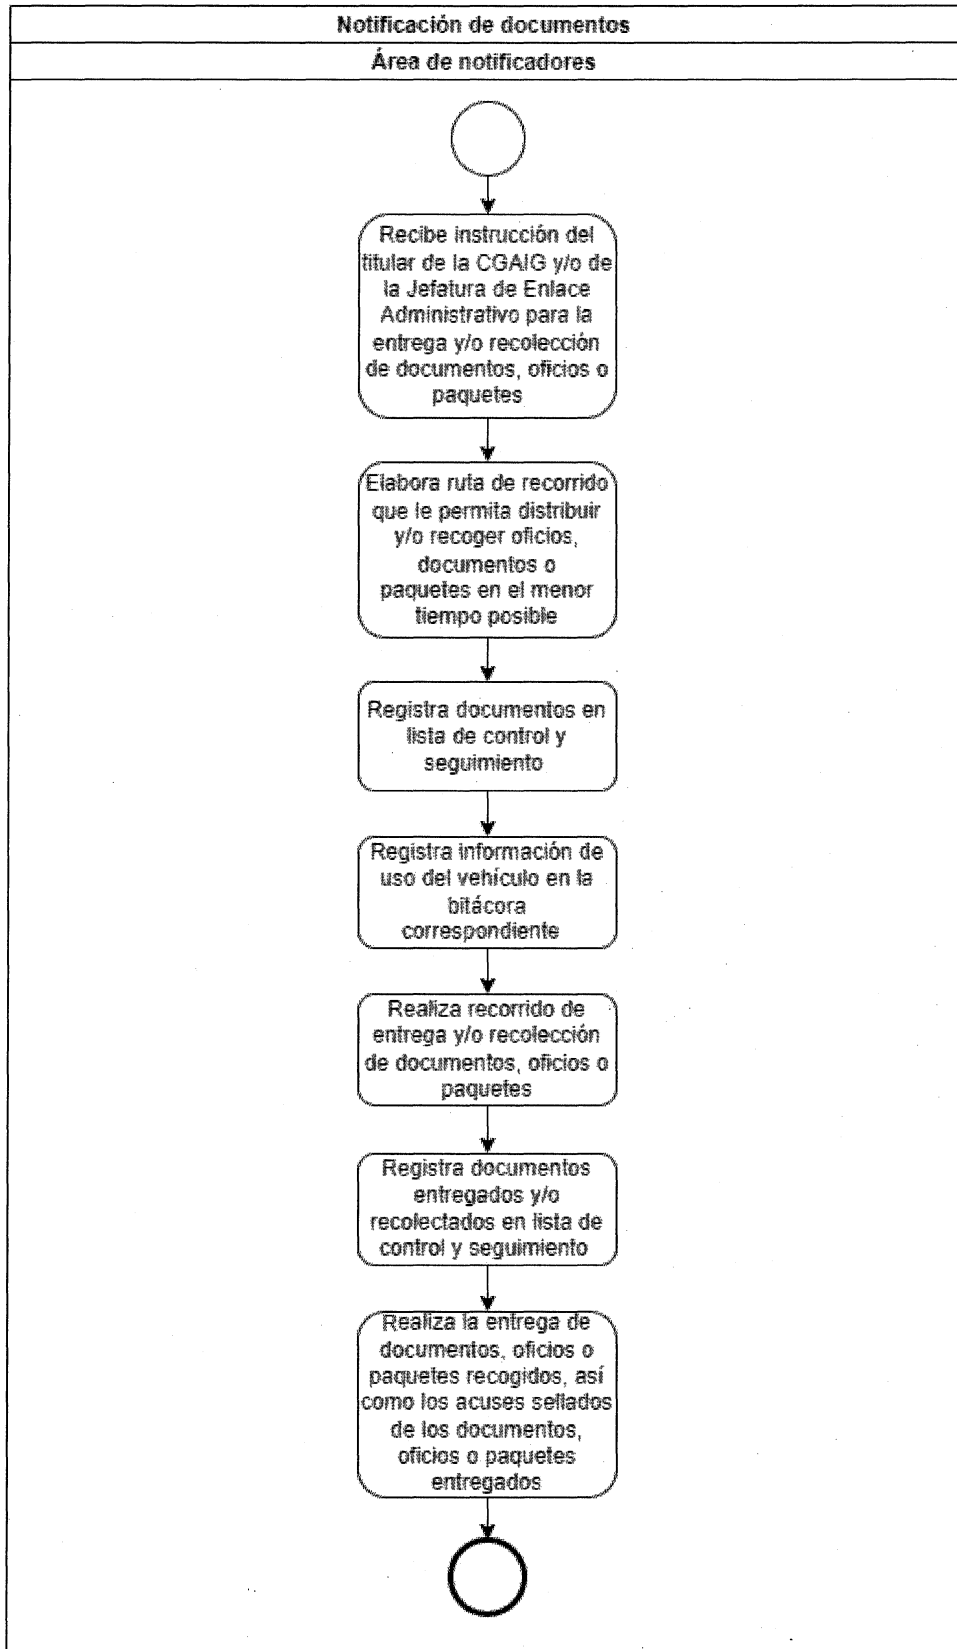 Notificación de documentos
Área de notificadores
Recibe instrucción del
titular de la CGAIG y/o de
la Jefatura de Enlace
Administrativo para la
entrega y/o recolección
de documentos, oficios o
paquetes
Elabora ruta de recorrido
que le permita distribuir
y/o recoger oficios,
documentos o
paquetes en el menor
tiempo posible
Registra documentos en
lista de control y
seguimiento
Registra información de
uso del vehículo en la
bitácora
correspondiente
Realiza recorrido de
entrega y/o recolección
de documentos, oficios o
paquetes
Registra documentos
entregados y/o
recolectados en lista de
control y seguimiento
Realiza la entrega de
documentos, oficios o
paquetes recogidos, así
como los acuses sellados
de los documentos,
oficios o paquetes
entregados